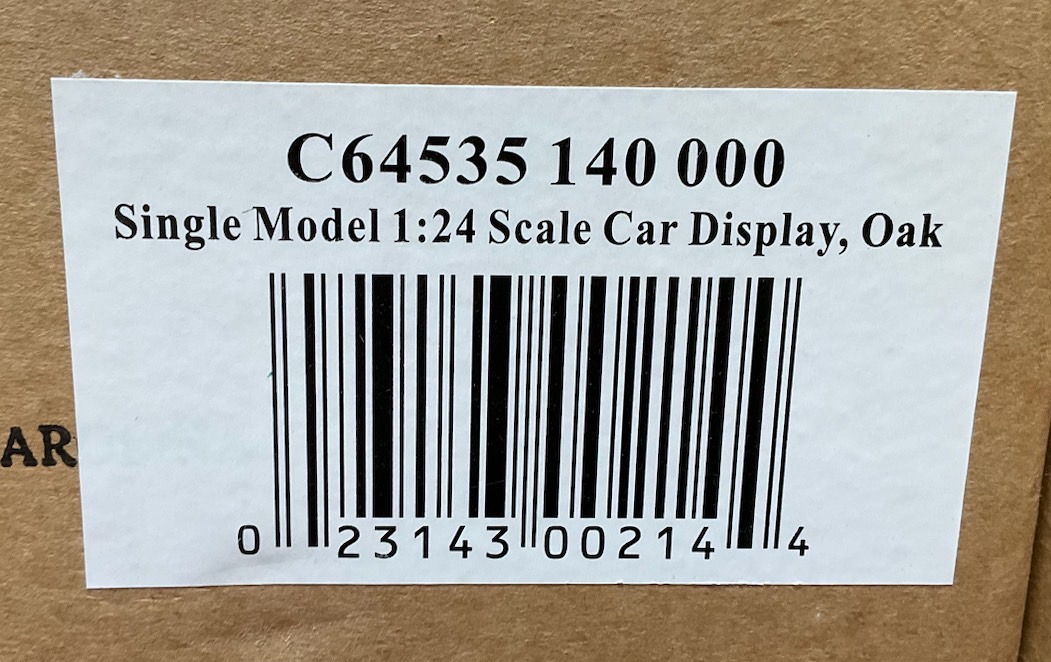 C64535 140 000
Single Model 1:24 Scale Car Display, Oak
AR
0 23143 00214 4